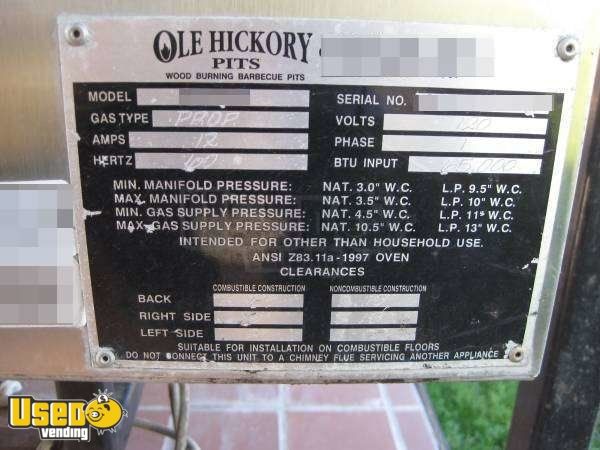 OLE HICKORY
PITS
WOOD BURNING BARBECUE PITS
MODEL SERIAL NO.
GAS TYPE PROP. VOLTS 120
AMPS 12 PHASE 1
HERTZ BTU INPUT
MIN. MANIFOLD PRESSURE: NAT. 3.0" W.C. L.P. 9.5" W.C.
MAX. MANIFOLD PRESSURE: NAT. 3.5" W.C. L.P. 10" W.C.
MIN. GAS SUPPLY PRESSURE: NAT. 4.5" W.C. L.P. 11" W.C.
MAX. GAS SUPPLY PRESSURE: NAT. 10.5" W.C. L.P. 13" W.C.
INTENDED FOR OTHER THAN HOUSEHOLD USE.
ANSI Z83.11a-1997 OVEN
CLEARANCES
COMBUSTIBLE CONSTRUCTION NONCOMBUSTIBLE CONSTRUCTION
BACK
RIGHT SIDE
LEFT SIDE
SUITABLE FOR INSTALLATION ON COMBUSTIBLE FLOORS
DO NOT CONNECT THIS UNIT TO A CHIMNEY FLUE SERVICING ANOTHER APPLIANCE
Used
vending